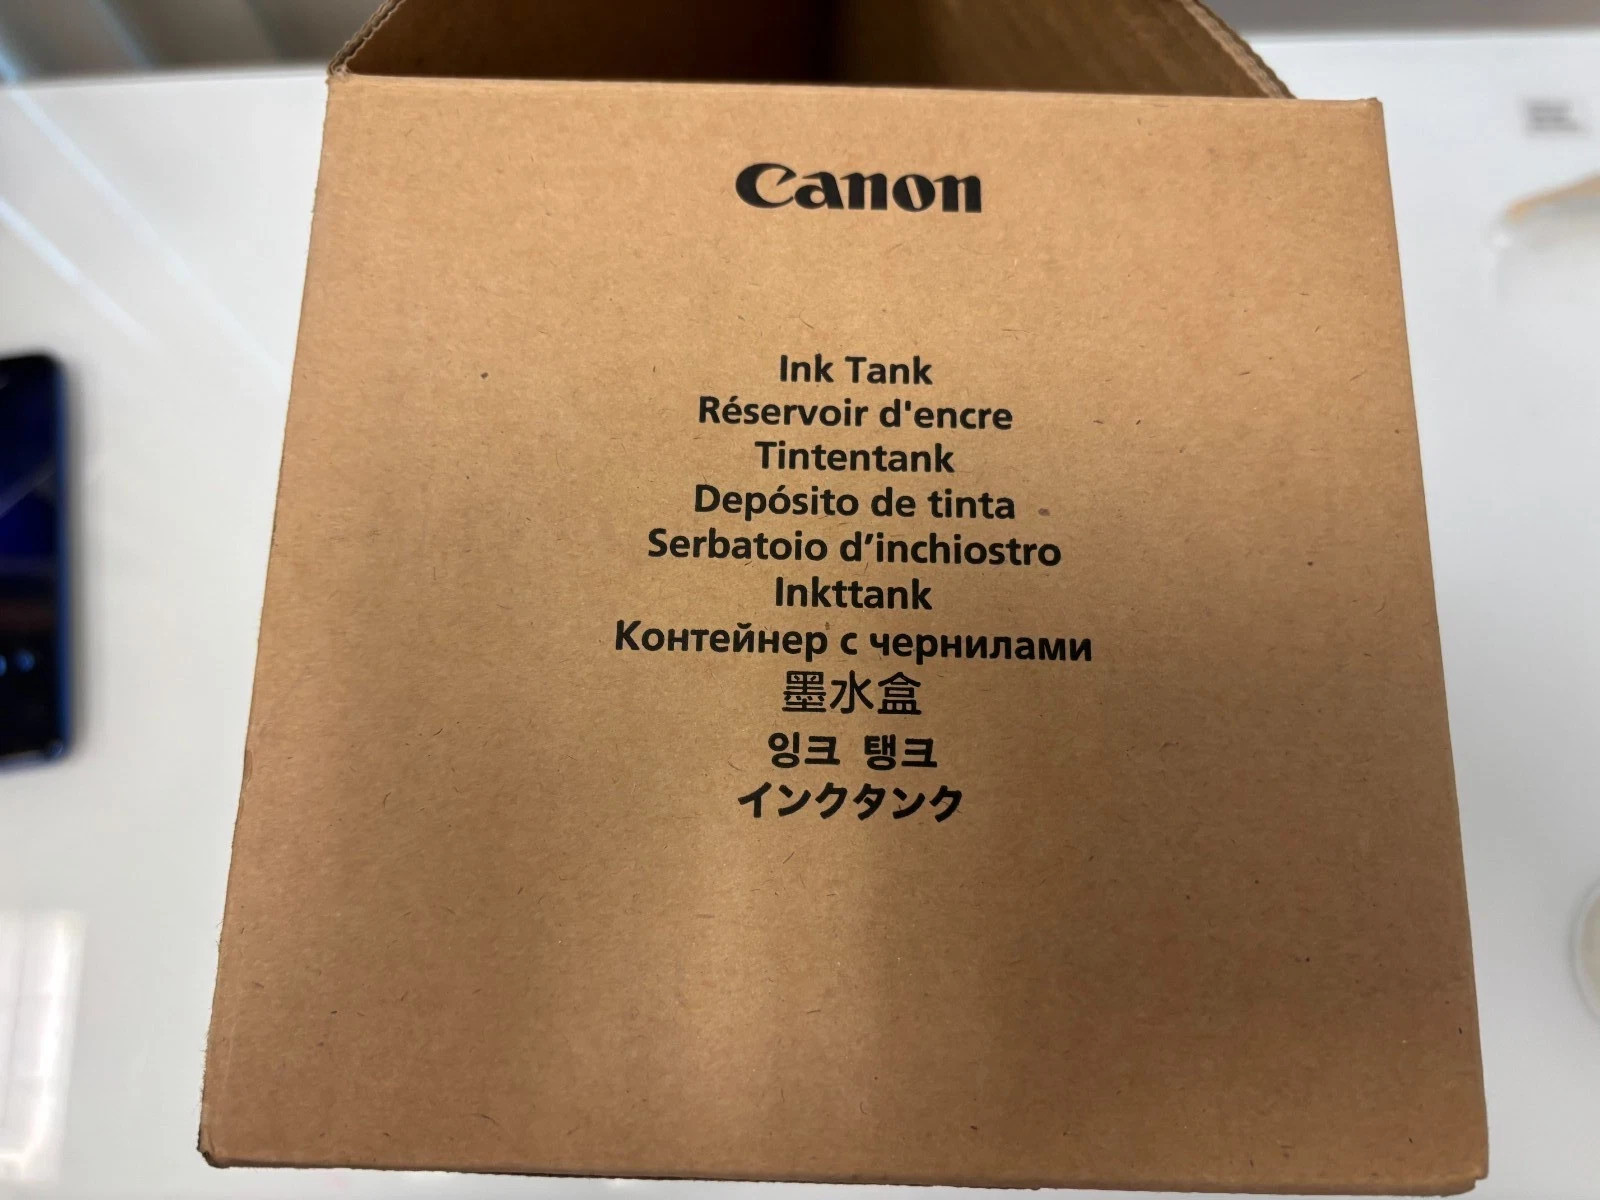 Canon
Ink Tank
Réservoir d'encre
Tintentank
Depósito de tinta
Serbatoio d’inchiostro
Inkttank
Контейнер с чернилами
墨水盒
잉크 탱크
インクタンク